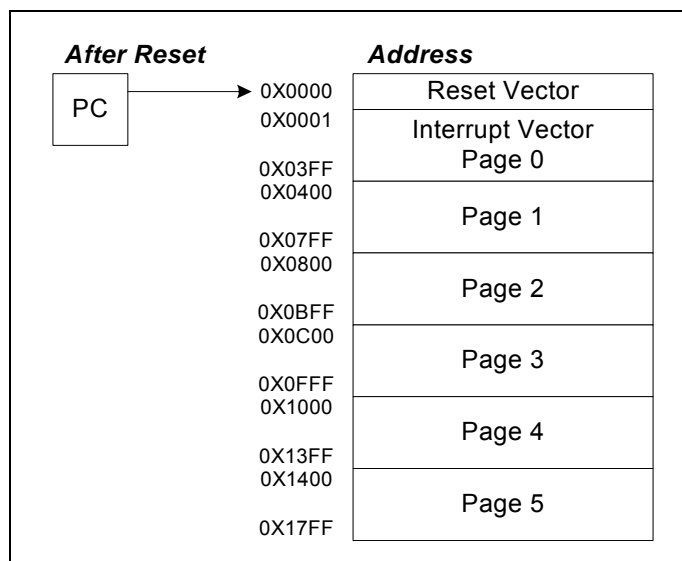 After Reset
Address
PC
0X0000
Reset Vector
0X0001
Interrupt Vector
Page 0
0X03FF
0X0400
Page 1
0X07FF
0X0800
Page 2
0X0BFF
0X0C00
Page 3
0X0FFF
0X1000
Page 4
0X13FF
0X1400
Page 5
0X17FF